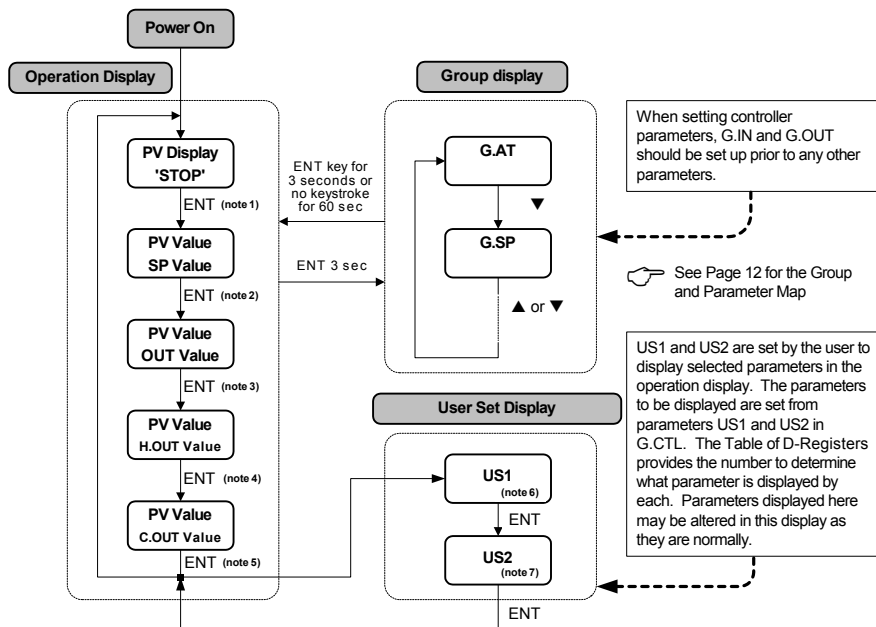 Power On
Operation Display
PV Display
'STOP'
ENT (note 1)
PV Value
SP Value
ENT (note 2)
PV Value
OUT Value
ENT (note 3)
PV Value
H.OUT Value
ENT (note 4)
PV Value
C.OUT Value
ENT (note 5)
ENT key for
3 seconds or
no keystroke
for 60 sec
ENT 3 sec
Group display
G.AT
▼
G.SP
▲ or ▼
User Set Display
US1
(note 6)
ENT
US2
(note 7)
ENT
When setting controller
parameters, G.IN and G.OUT
should be set up prior to any other
parameters.
See Page 12 for the Group
and Parameter Map
US1 and US2 are set by the user to
display selected parameters in the
operation display. The parameters
to be displayed are set from
parameters US1 and US2 in
G.CTL. The Table of D-Registers
provides the number to determine
what parameter is displayed by
each. Parameters displayed here
may be altered in this display as
they are normally.